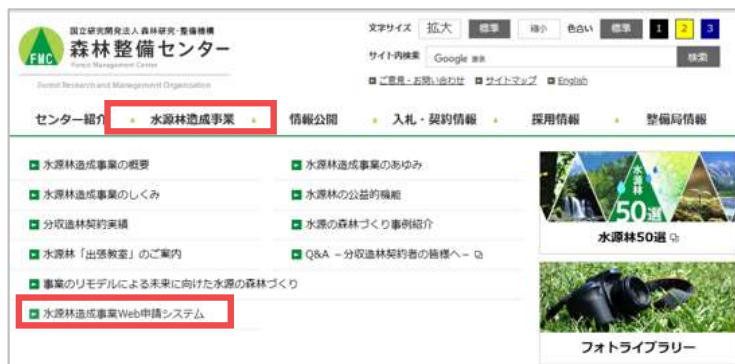 国立研究開発法人 森林研究・整備機構
森林整備センター
FMC
Forest Management Center
Forest Research and Management Organization
文字サイズ 拡大 標準 縮小 色合い 標準 1 2 3
サイト内検索 Google 検索 検索
ご意見・お問い合わせ サイトマップ English
センター紹介 水源林造成事業 情報公開 入札・契約情報 採用情報 整備局情報
水源林造成事業の概要
水源林造成事業のあゆみ
水源林造成事業のしくみ
水源林の公益的機能
分収造林契約実績
水源の森林づくり事例紹介
水源林「出張教室」のご案内
Q&A －分収造林契約者の皆様へ－
事業のリモデルによる未来に向けた水源の森林づくり
水源林造成事業Web申請システム
水源林
50選
水源林50選
フォトライブラリー